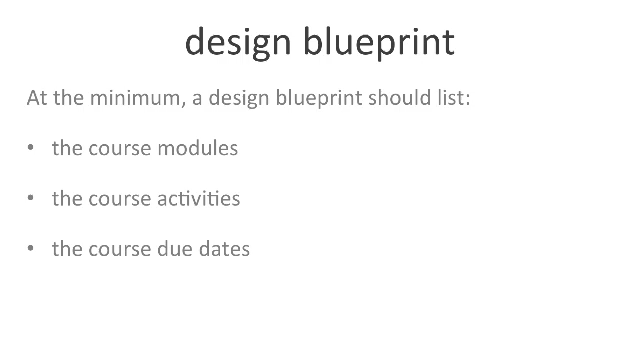 design blueprint
At the minimum, a design blueprint should list:
• the course modules
• the course activities
• the course due dates